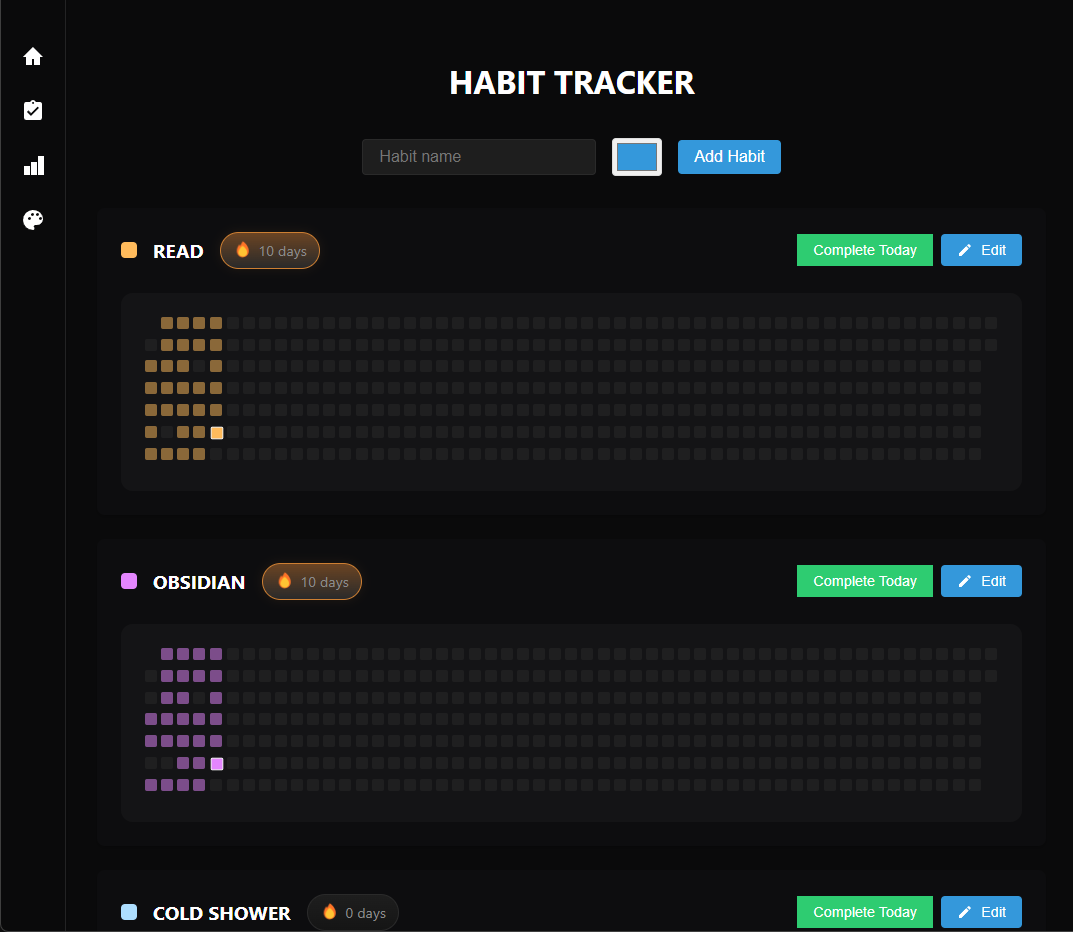 HABIT TRACKER
Habit name
Add Habit
READ
10 days
Complete Today
Edit
OBSIDIAN
10 days
Complete Today
Edit
COLD SHOWER
0 days
Complete Today
Edit